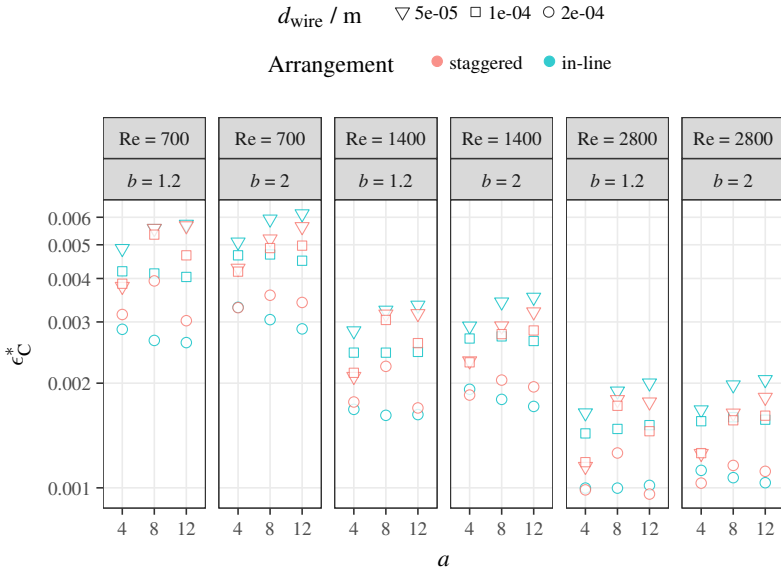 d_wire / m 5e-05 1e-04 2e-04
Arrangement staggered in-line
Re = 700 Re = 700 Re = 1400 Re = 1400 Re = 2800 Re = 2800
b = 1.2 b = 2 b = 1.2 b = 2 b = 1.2 b = 2
0.006
0.005
0.004
0.003
0.002
0.001
ϵ*_C
4 8 12 4 8 12 4 8 12 4 8 12 4 8 12 4 8 12
a